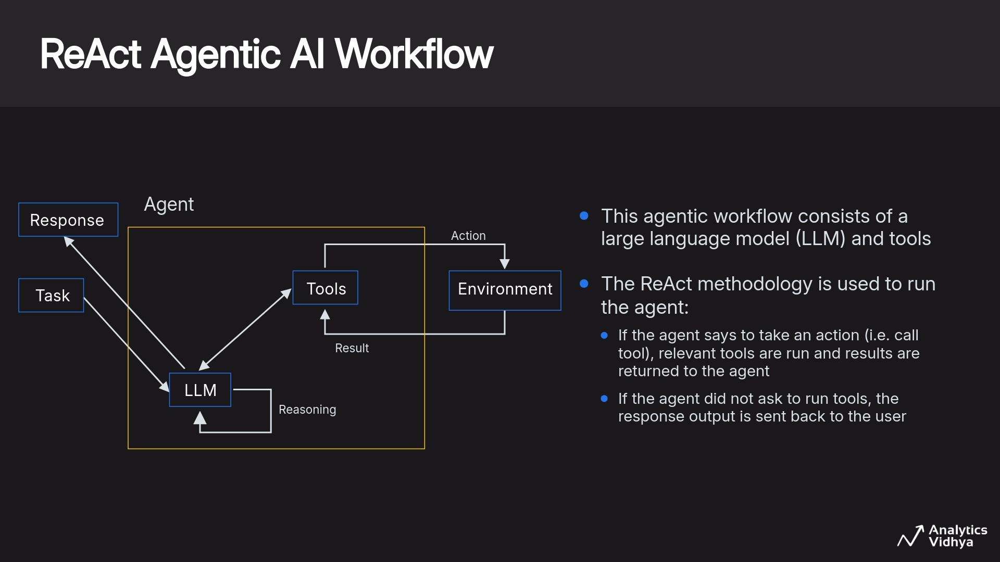 ReAct Agentic AI Workflow
Agent
Response
Task
LLM
Reasoning
Tools
Action
Environment
Result
This agentic workflow consists of a
large language model (LLM) and tools
The ReAct methodology is used to run
the agent:
If the agent says to take an action (i.e. call
tool), relevant tools are run and results are
returned to the agent
If the agent did not ask to run tools, the
response output is sent back to the user
Analytics
Vidhya